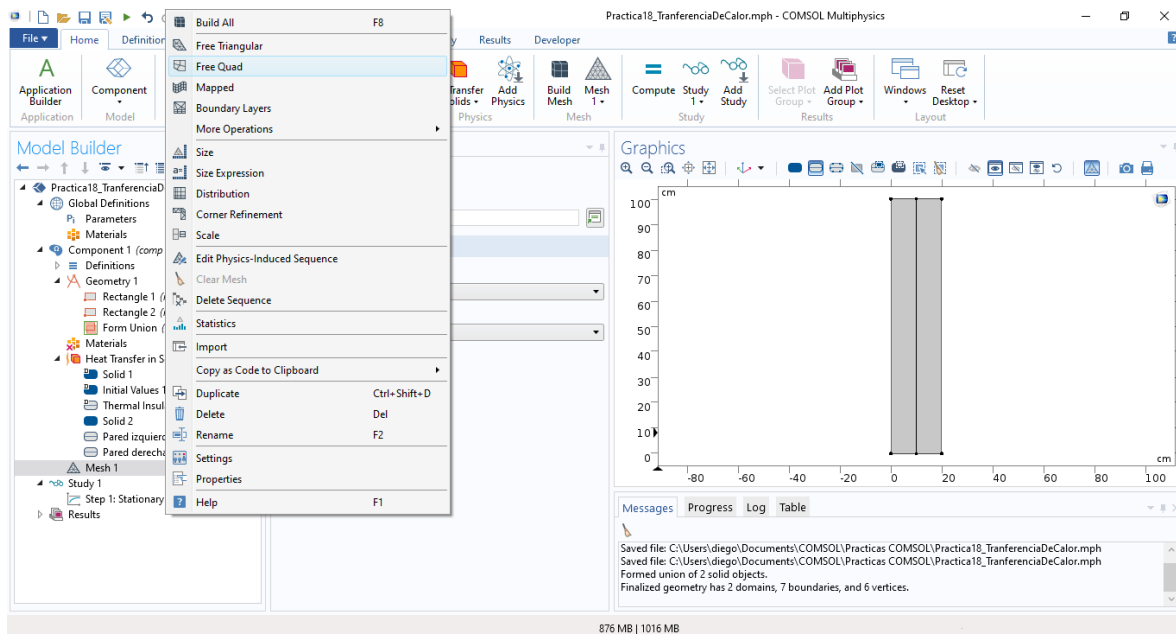 Practica18_TranferenciaDeCalor.mph - COMSOL Multiphysics
File Home Definition Results Developer
Application Builder
Component
Add Physics
Build Mesh
Mesh 1
Compute
Study 1
Add Study
Select Plot Group
Add Plot Group
Windows
Reset Desktop
Application Model Physics Mesh Study Results Layout
Build All F8
Free Triangular
Free Quad
Mapped
Boundary Layers
More Operations
Size
Size Expression
Distribution
Corner Refinement
Scale
Edit Physics-Induced Sequence
Clear Mesh
Delete Sequence
Statistics
Import
Copy as Code to Clipboard
Duplicate Ctrl+Shift+D
Delete Del
Rename F2
Settings
Properties
Help F1
Model Builder
Practica18_TranferenciaD
Global Definitions
Pi Parameters
Materials
Component 1 (comp
Definitions
Geometry 1
Rectangle 1
Rectangle 2
Form Union
Materials
Heat Transfer in S
Solid 1
Initial Values 1
Thermal Insul
Solid 2
Pared izquier
Pared derecha
Mesh 1
Study 1
Step 1: Stationary
Results
Graphics
cm
100
90
80
70
60
50
40
30
20
10
0
cm
-80 -60 -40 -20 0 20 40 60 80 100
Messages Progress Log Table
Saved file: C:\Users\diego\Documents\COMSOL\Practicas COMSOL\Practica18_TranferenciaDeCalor.mph
Saved file: C:\Users\diego\Documents\COMSOL\Practicas COMSOL\Practica18_TranferenciaDeCalor.mph
Formed union of 2 solid objects.
Finalized geometry has 2 domains, 7 boundaries, and 6 vertices.
876 MB | 1016 MB